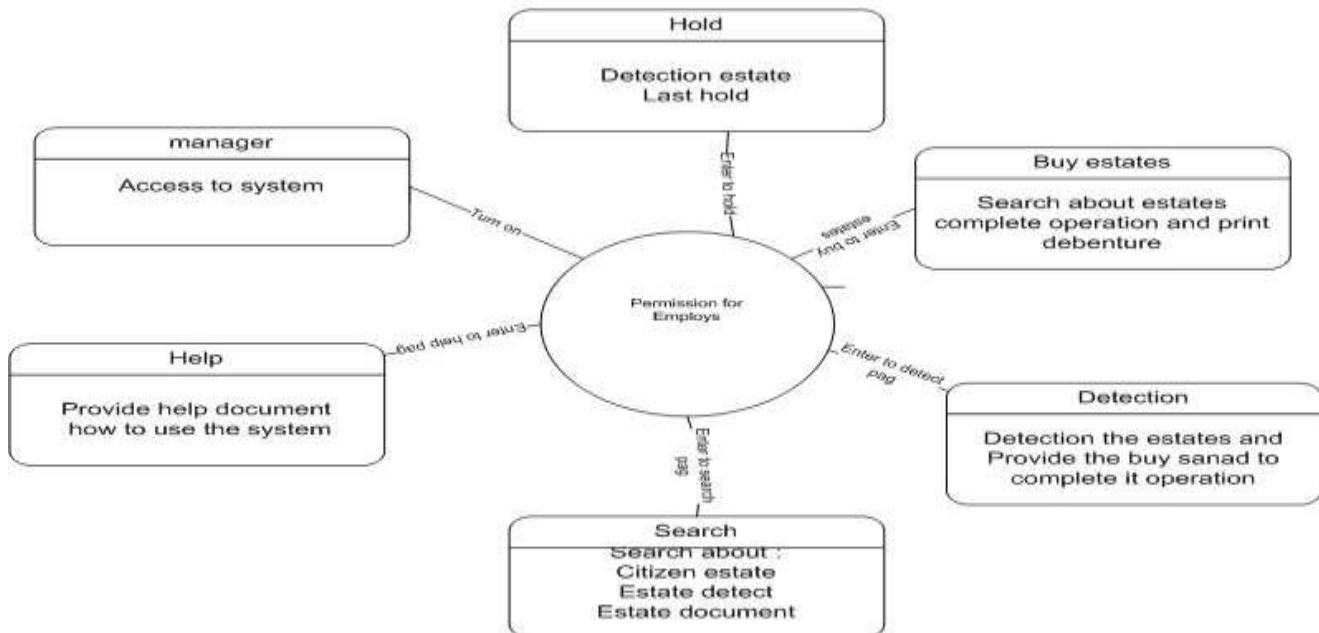 Hold
Detection estate
Last hold
manager
Access to system
Buy estates
Search about estates
complete operation and print
debenture
Turn on
Enter to hold
Enter to buy
estates
Permission for
Employs
Enter to help pag
Enter to detect
pag
Help
Provide help document
how to use the system
Detection
Detection the estates and
Provide the buy sanad to
complete it operation
Enter to search
pag
Search
Search about :
Citizen estate
Estate detect
Estate document